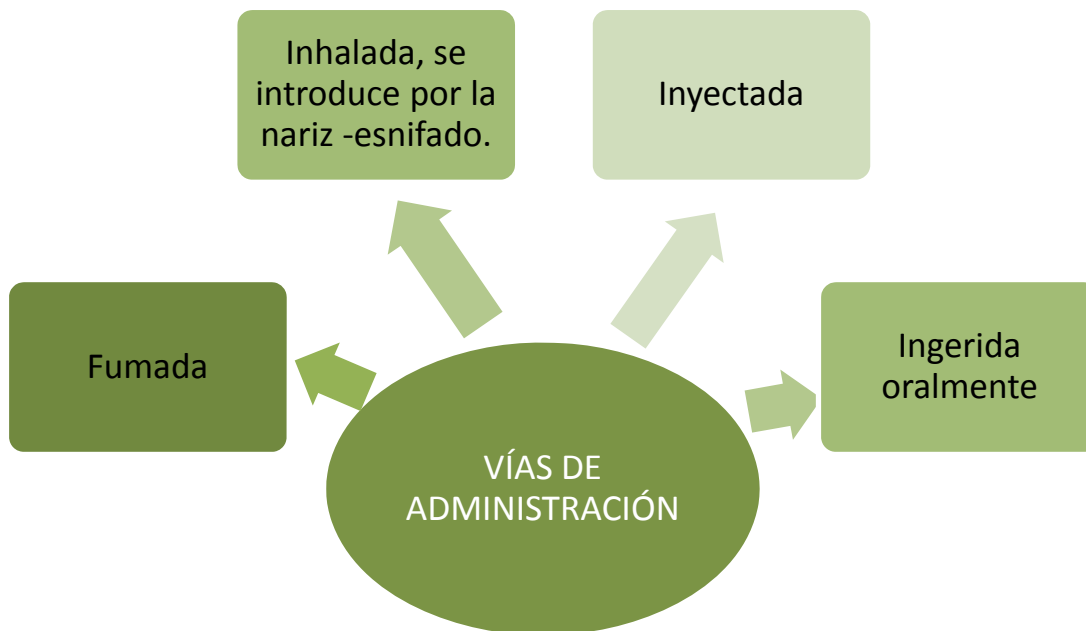 Inhalada, se
introduce por la
nariz -esnifado.
Inyectada
Fumada
Ingerida
oralmente
VÍAS DE
ADMINISTRACIÓN